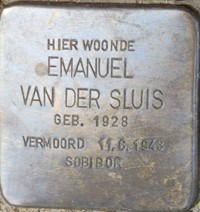 HIER WOONDE
EMANUEL
VAN DER SLUIS
GEB. 1928
VERMOORD 11.6.1943
SOBIBOR